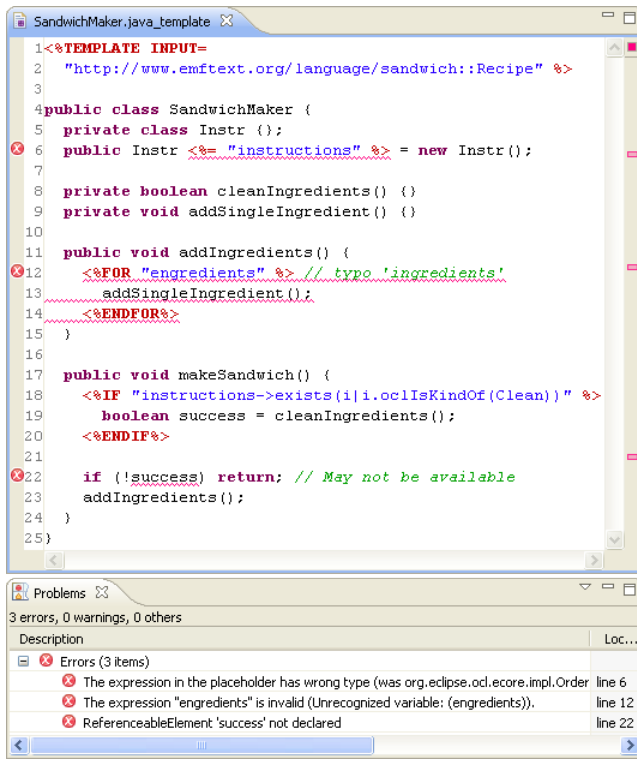 SandwichMaker.java_template
1<%TEMPLATE INPUT=
2 "http://www.emftext.org/language/sandwich::Recipe" %>
3
4public class SandwichMaker {
5 private class Instr {};
6 public Instr <%= "instructions" %> = new Instr();
7
8 private boolean cleanIngredients() {}
9 private void addSingleIngredient() {}
10
11 public void addIngredients() {
12 <%FOR "engredients" %> // typo 'ingredients'
13 addSingleIngredient();
14 <%ENDFOR%>
15 }
16
17 public void makeSandwich() {
18 <%IF "instructions->exists(i|i.oclIsKindOf(Clean))" %>
19 boolean success = cleanIngredients();
20 <%ENDIF%>
21
22 if (!success) return; // May not be available
23 addIngredients();
24 }
25}
Problems
3 errors, 0 warnings, 0 others
Description Loc...
Errors (3 items)
The expression in the placeholder has wrong type (was org.eclipse.ocl.ecore.impl.Order line 6
The expression "engredients" is invalid (Unrecognized variable: (engredients)). line 12
ReferenceableElement 'success' not declared line 22